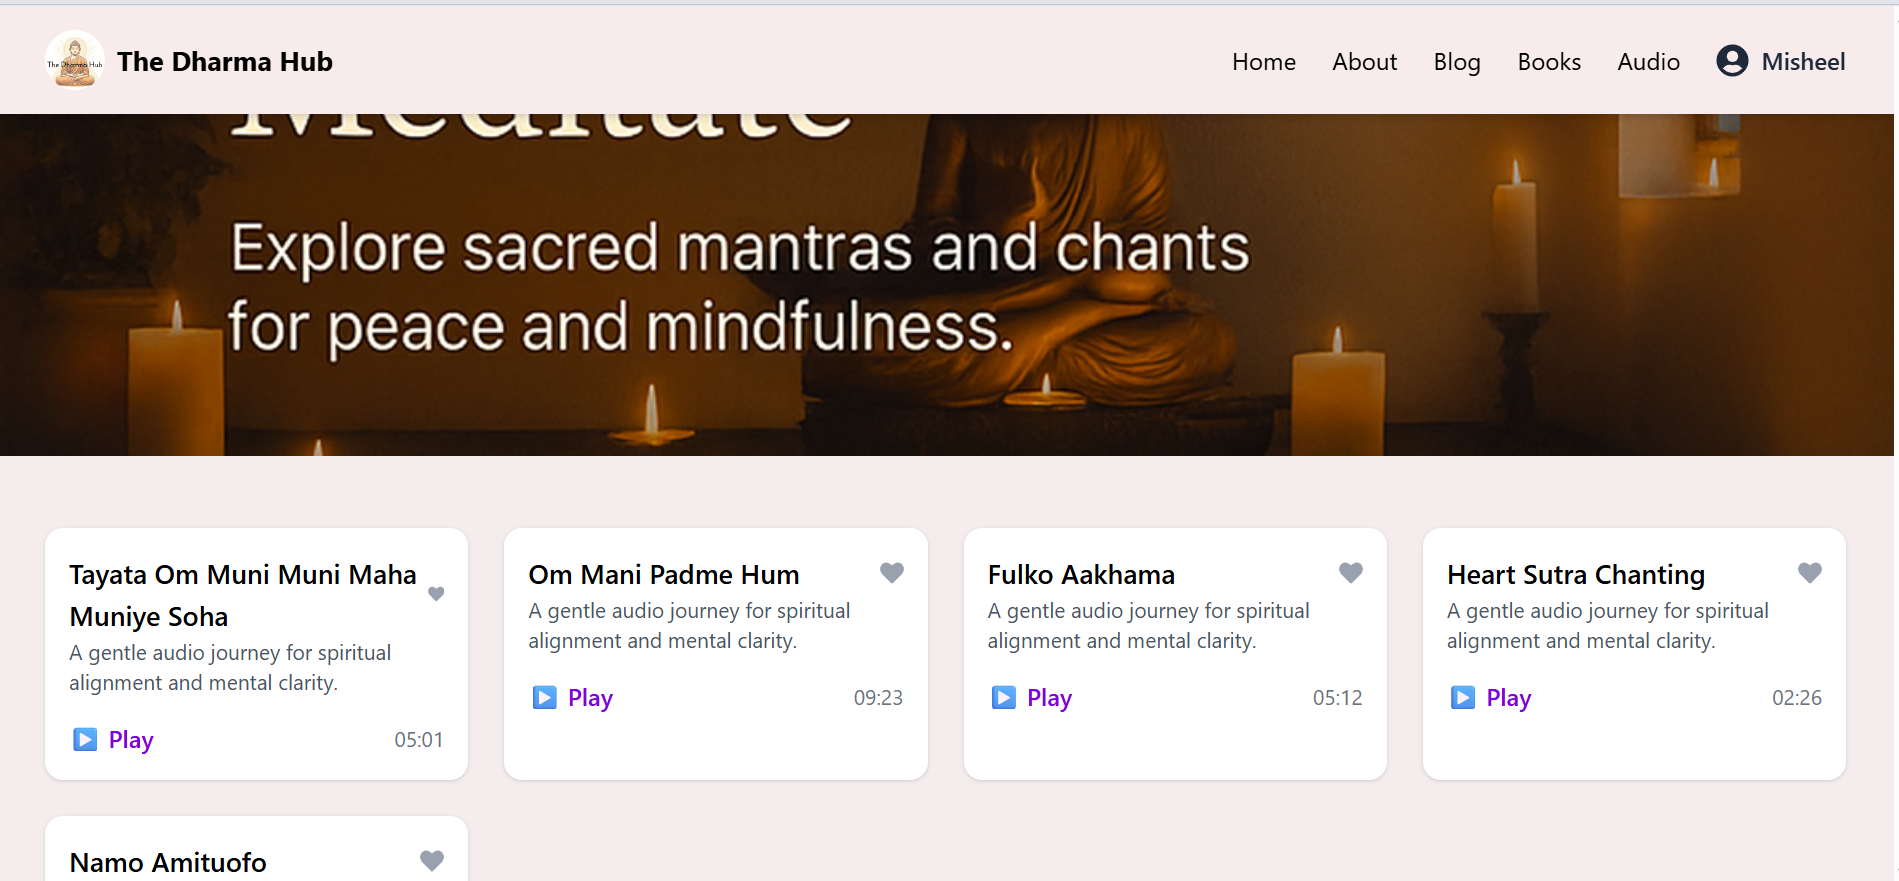 The Dharma Hub
The Dharma Hub
Home
About
Blog
Books
Audio
Misheel
Meditate
Explore sacred mantras and chants
for peace and mindfulness.
Tayata Om Muni Muni Maha
Muniye Soha
A gentle audio journey for spiritual
alignment and mental clarity.
Play
05:01
Om Mani Padme Hum
A gentle audio journey for spiritual
alignment and mental clarity.
Play
09:23
Fulko Aakhama
A gentle audio journey for spiritual
alignment and mental clarity.
Play
05:12
Heart Sutra Chanting
A gentle audio journey for spiritual
alignment and mental clarity.
Play
02:26
Namo Amituofo